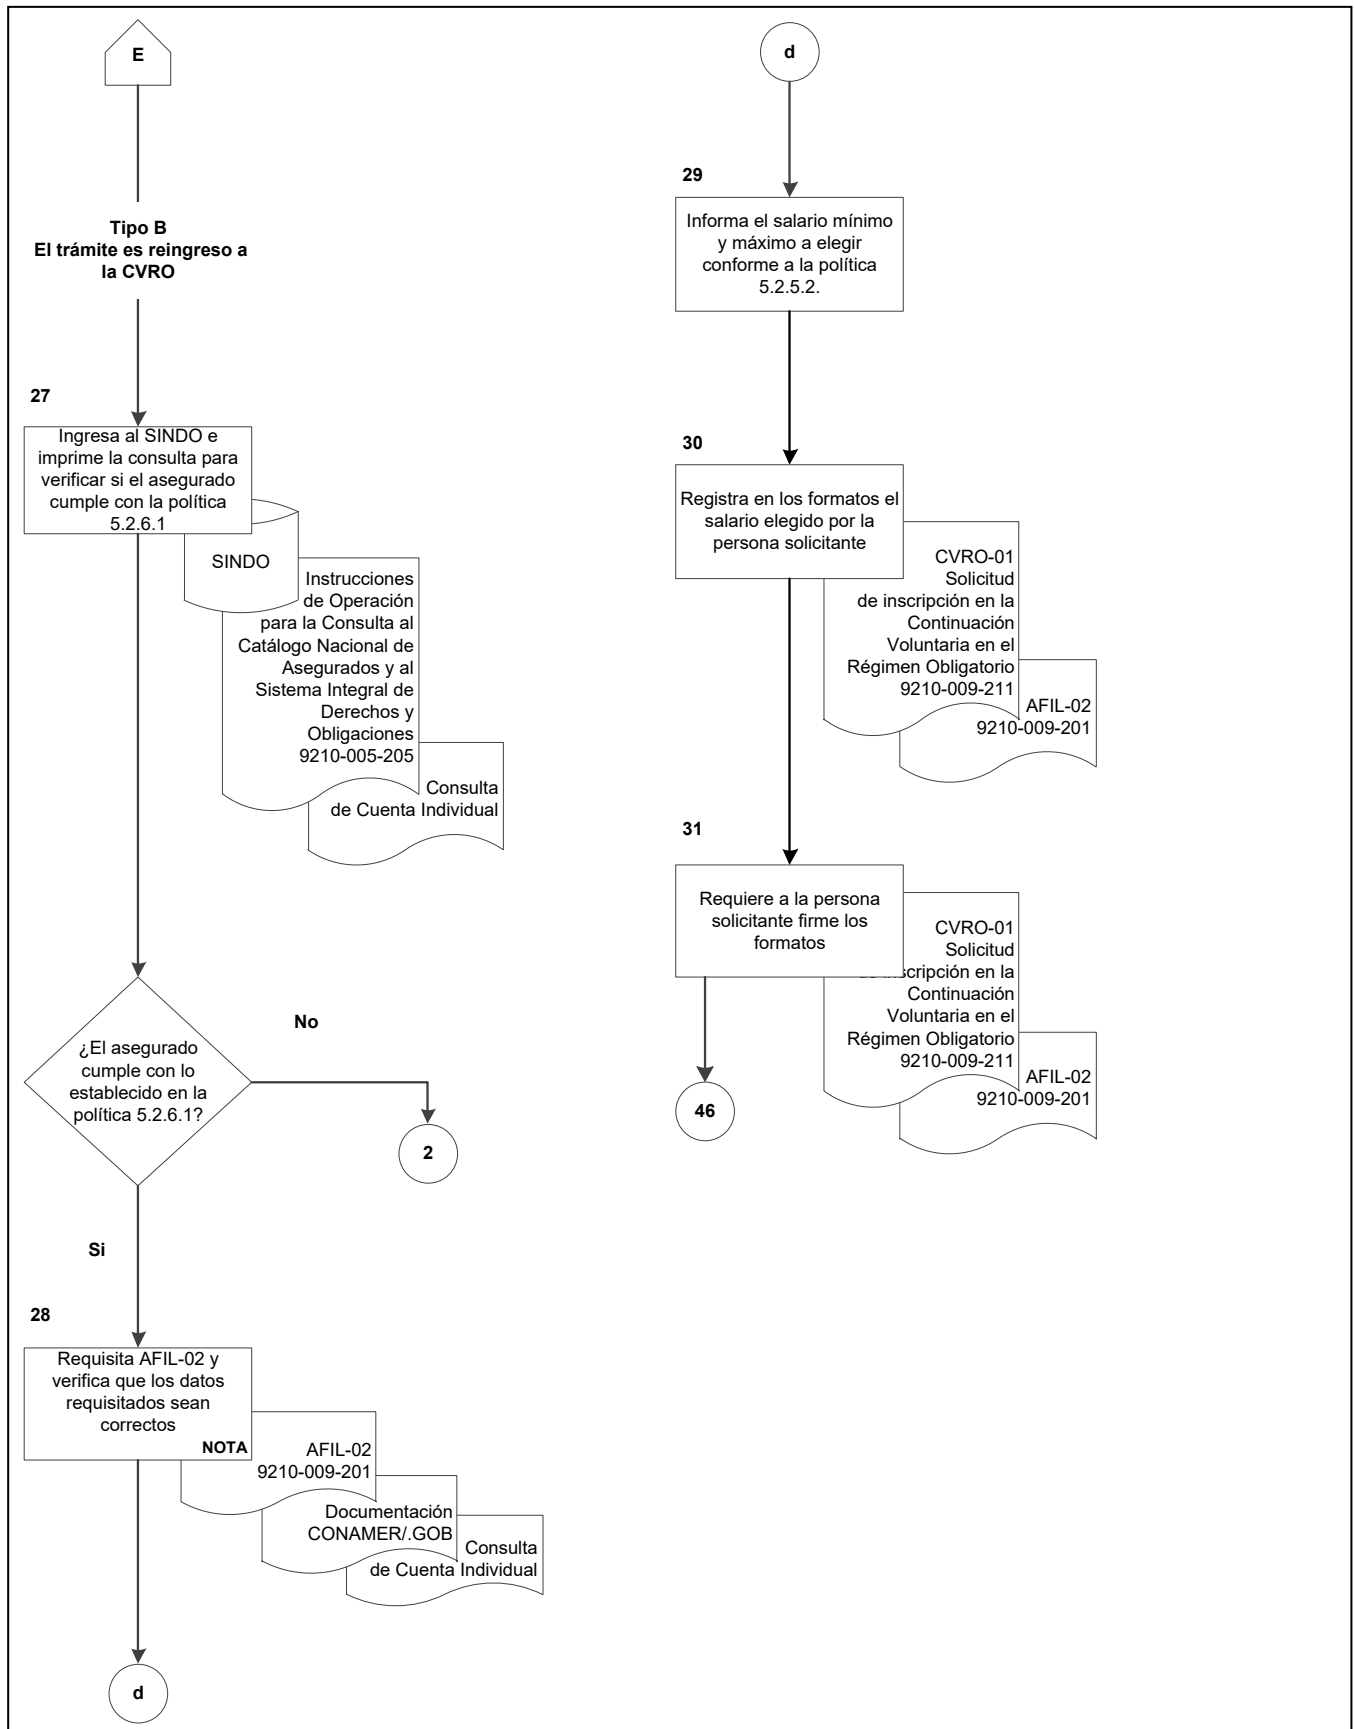 E
Tipo B
El trámite es reingreso a
la CVRO
27
Ingresa al SINDO e
imprime la consulta para
verificar si el asegurado
cumple con la política
5.2.6.1
SINDO
Instrucciones
de Operación
para la Consulta al
Catálogo Nacional de
Asegurados y al
Sistema Integral de
Derechos y
Obligaciones
9210-005-205
Consulta
de Cuenta Individual
¿El asegurado
cumple con lo
establecido en la
política 5.2.6.1?
No
2
Si
28
Requisita AFIL-02 y
verifica que los datos
requisitados sean
correctos
NOTA
AFIL-02
9210-009-201
Documentación
CONAMER/.GOB
Consulta
de Cuenta Individual
d
d
29
Informa el salario mínimo
y máximo a elegir
conforme a la política
5.2.5.2.
30
Registra en los formatos el
salario elegido por la
persona solicitante
CVRO-01
Solicitud
de inscripción en la
Continuación
Voluntaria en el
Régimen Obligatorio
9210-009-211
AFIL-02
9210-009-201
31
Requiere a la persona
solicitante firme los
formatos
CVRO-01
Solicitud
de inscripción en la
Continuación
Voluntaria en el
Régimen Obligatorio
9210-009-211
AFIL-02
9210-009-201
46